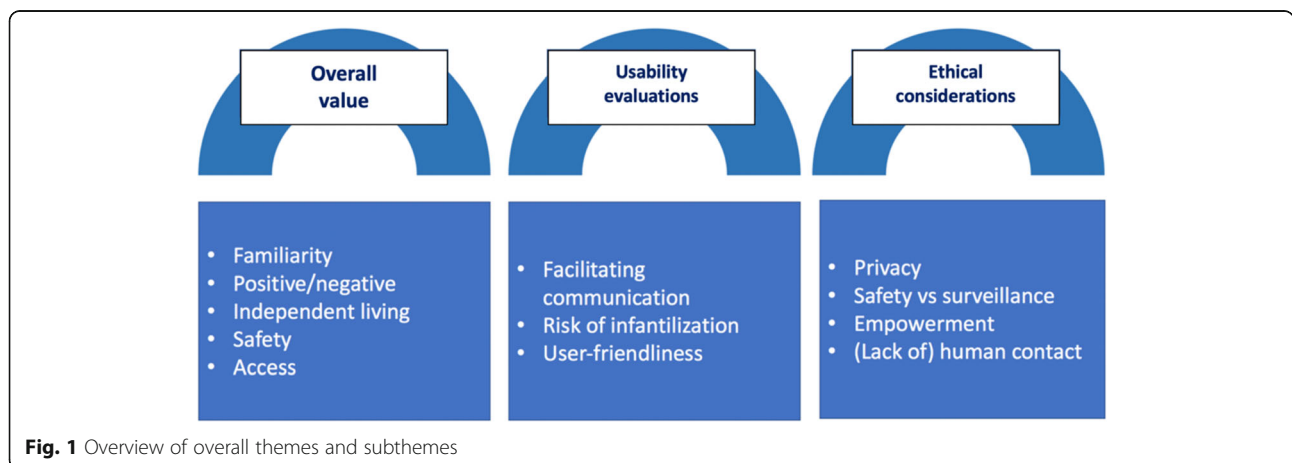 Overall
value
Usability
evaluations
Ethical
considerations
• Familiarity
• Positive/negative
• Independent living
• Safety
• Access
• Facilitating
communication
• Risk of infantilization
• User-friendliness
• Privacy
• Safety vs surveillance
• Empowerment
• (Lack of) human contact
Fig. 1 Overview of overall themes and subthemes